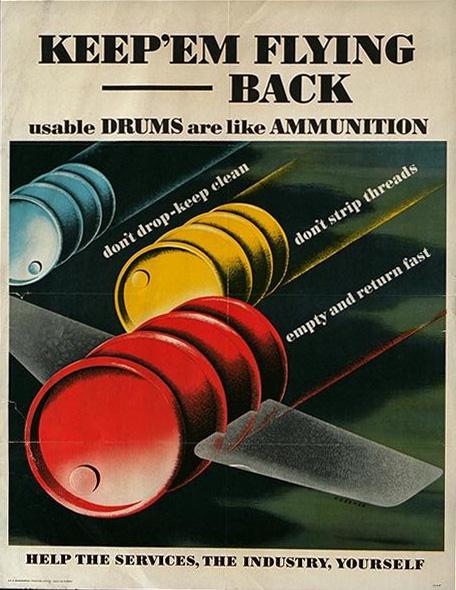 KEEP'EM FLYING
BACK
usable DRUMS are like AMMUNITION
don't drop-keep clean
don't strip threads
empty and return fast
HELP THE SERVICES, THE INDUSTRY, YOURSELF